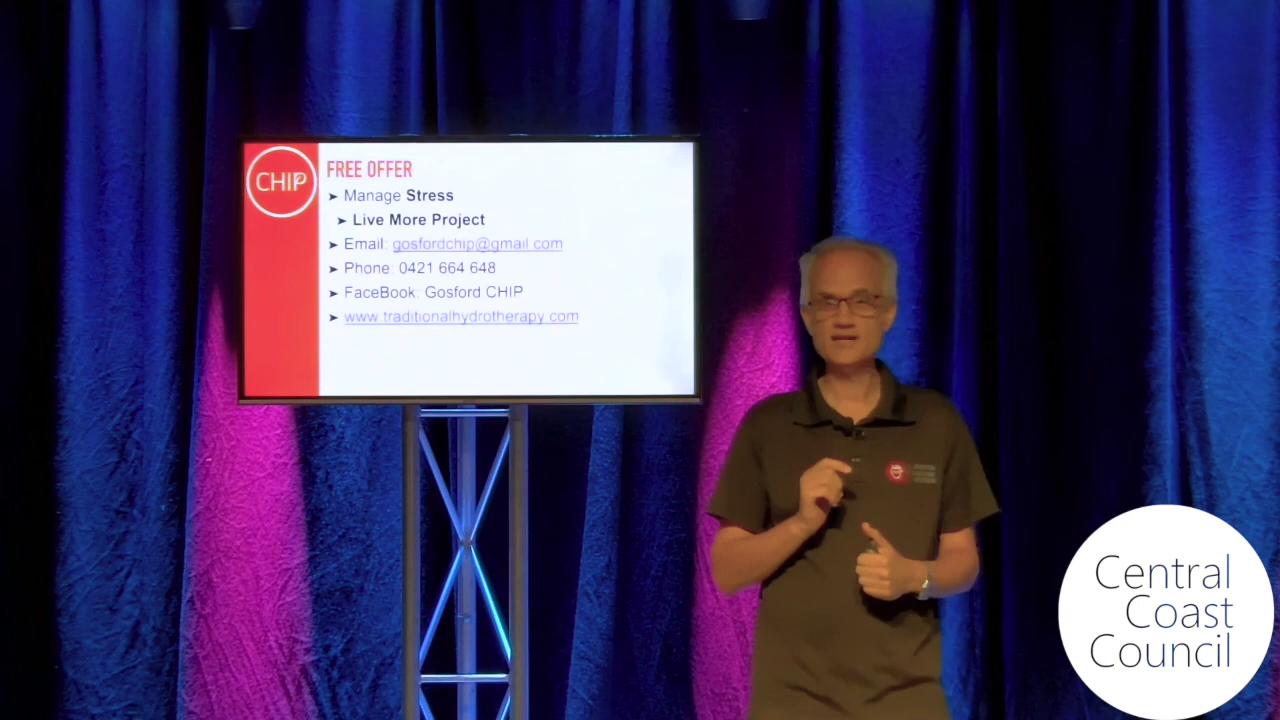 CHIP
FREE OFFER
➤ Manage Stress
➤ Live More Project
➤ Email: gosfordchip@gmail.com
➤ Phone: 0421 664 648
➤ FaceBook: Gosford CHIP
➤ www.traditionalhydrotherapy.com
Central
Coast
Council